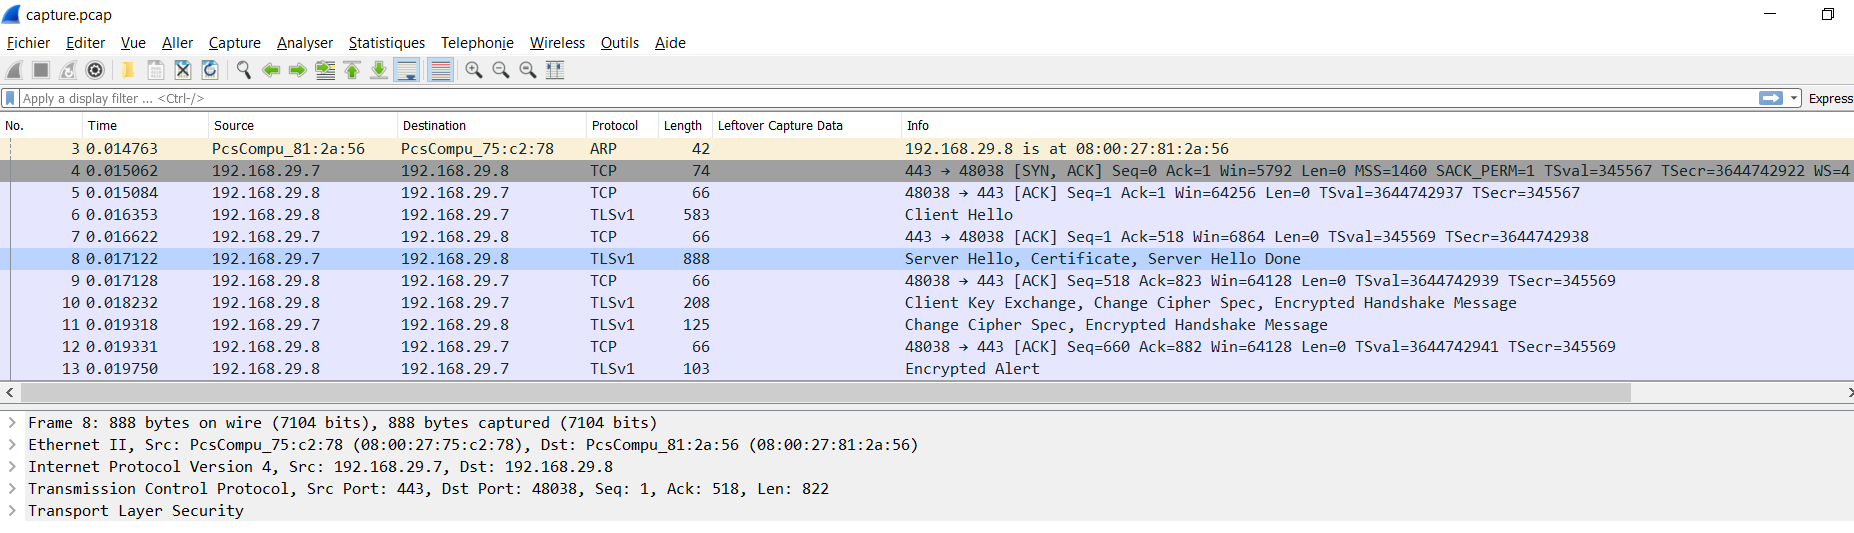 capture.pcap
Fichier Editer Vue Aller Capture Analyser Statistiques Telephonie Wireless Outils Aide
Apply a display filter ... <Ctrl-/> Express
No. Time Source Destination Protocol Length Leftover Capture Data Info
3 0.014763 PcsCompu_81:2a:56 PcsCompu_75:c2:78 ARP 42 192.168.29.8 is at 08:00:27:81:2a:56
4 0.015062 192.168.29.7 192.168.29.8 TCP 74 443 → 48038 [SYN, ACK] Seq=0 Ack=1 Win=5792 Len=0 MSS=1460 SACK_PERM=1 TSval=345567 TSecr=3644742922 WS=4
5 0.015084 192.168.29.8 192.168.29.7 TCP 66 48038 → 443 [ACK] Seq=1 Ack=1 Win=64256 Len=0 TSval=3644742937 TSecr=345567
6 0.016353 192.168.29.8 192.168.29.7 TLSv1 583 Client Hello
7 0.016622 192.168.29.7 192.168.29.8 TCP 66 443 → 48038 [ACK] Seq=1 Ack=518 Win=6864 Len=0 TSval=345569 TSecr=3644742938
8 0.017122 192.168.29.7 192.168.29.8 TLSv1 888 Server Hello, Certificate, Server Hello Done
9 0.017128 192.168.29.8 192.168.29.7 TCP 66 48038 → 443 [ACK] Seq=518 Ack=823 Win=64128 Len=0 TSval=3644742939 TSecr=345569
10 0.018232 192.168.29.8 192.168.29.7 TLSv1 208 Client Key Exchange, Change Cipher Spec, Encrypted Handshake Message
11 0.019318 192.168.29.7 192.168.29.8 TLSv1 125 Change Cipher Spec, Encrypted Handshake Message
12 0.019331 192.168.29.8 192.168.29.7 TCP 66 48038 → 443 [ACK] Seq=660 Ack=882 Win=64128 Len=0 TSval=3644742941 TSecr=345569
13 0.019750 192.168.29.8 192.168.29.7 TLSv1 103 Encrypted Alert
Frame 8: 888 bytes on wire (7104 bits), 888 bytes captured (7104 bits)
Ethernet II, Src: PcsCompu_75:c2:78 (08:00:27:75:c2:78), Dst: PcsCompu_81:2a:56 (08:00:27:81:2a:56)
Internet Protocol Version 4, Src: 192.168.29.7, Dst: 192.168.29.8
Transmission Control Protocol, Src Port: 443, Dst Port: 48038, Seq: 1, Ack: 518, Len: 822
Transport Layer Security